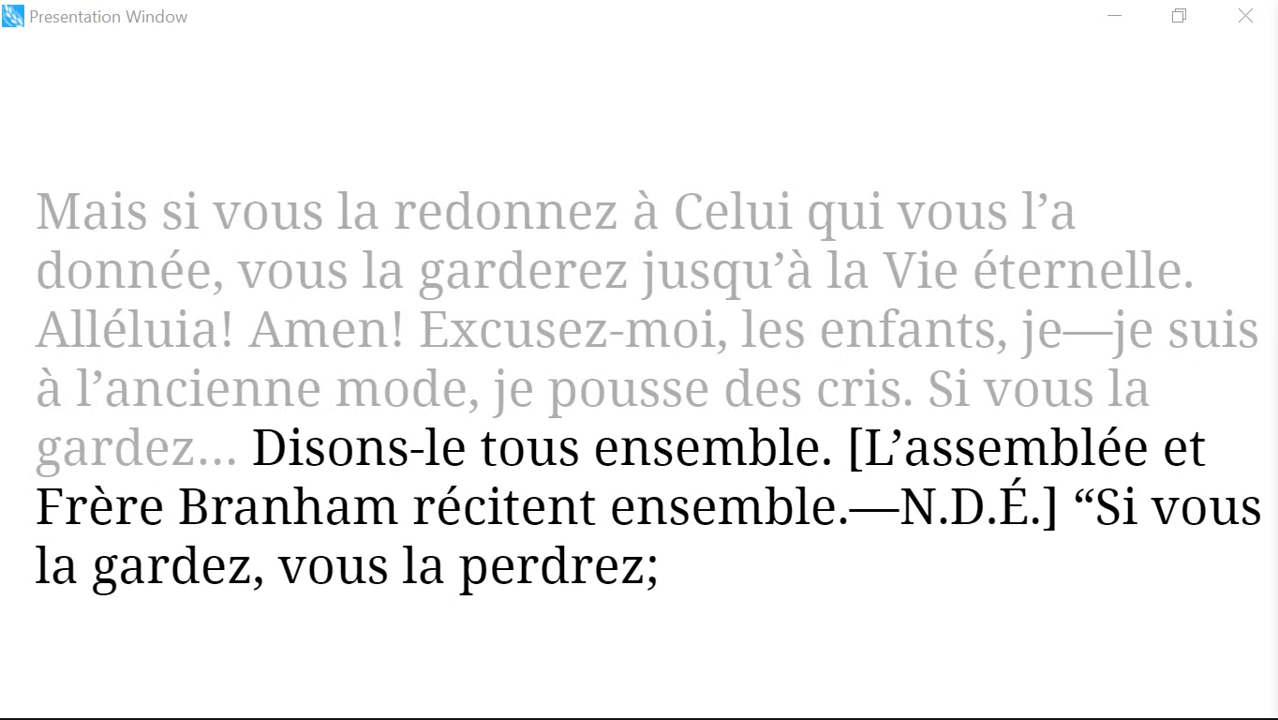 Presentation Window
Mais si vous la redonnez à Celui qui vous l’a
donnée, vous la garderez jusqu’à la Vie éternelle.
Alléluia! Amen! Excusez-moi, les enfants, je—je suis
à l’ancienne mode, je pousse des cris. Si vous la
gardez… Disons-le tous ensemble. [L’assemblée et
Frère Branham récitent ensemble.—N.D.É.] “Si vous
la gardez, vous la perdrez;